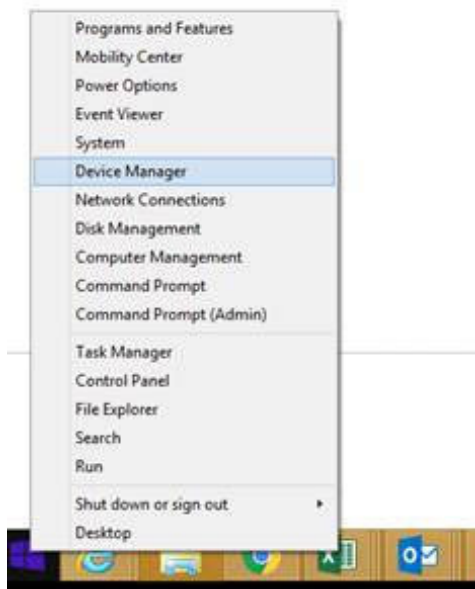 Programs and Features
Mobility Center
Power Options
Event Viewer
System
Device Manager
Network Connections
Disk Management
Computer Management
Command Prompt
Command Prompt (Admin)
Task Manager
Control Panel
File Explorer
Search
Run
Shut down or sign out
Desktop